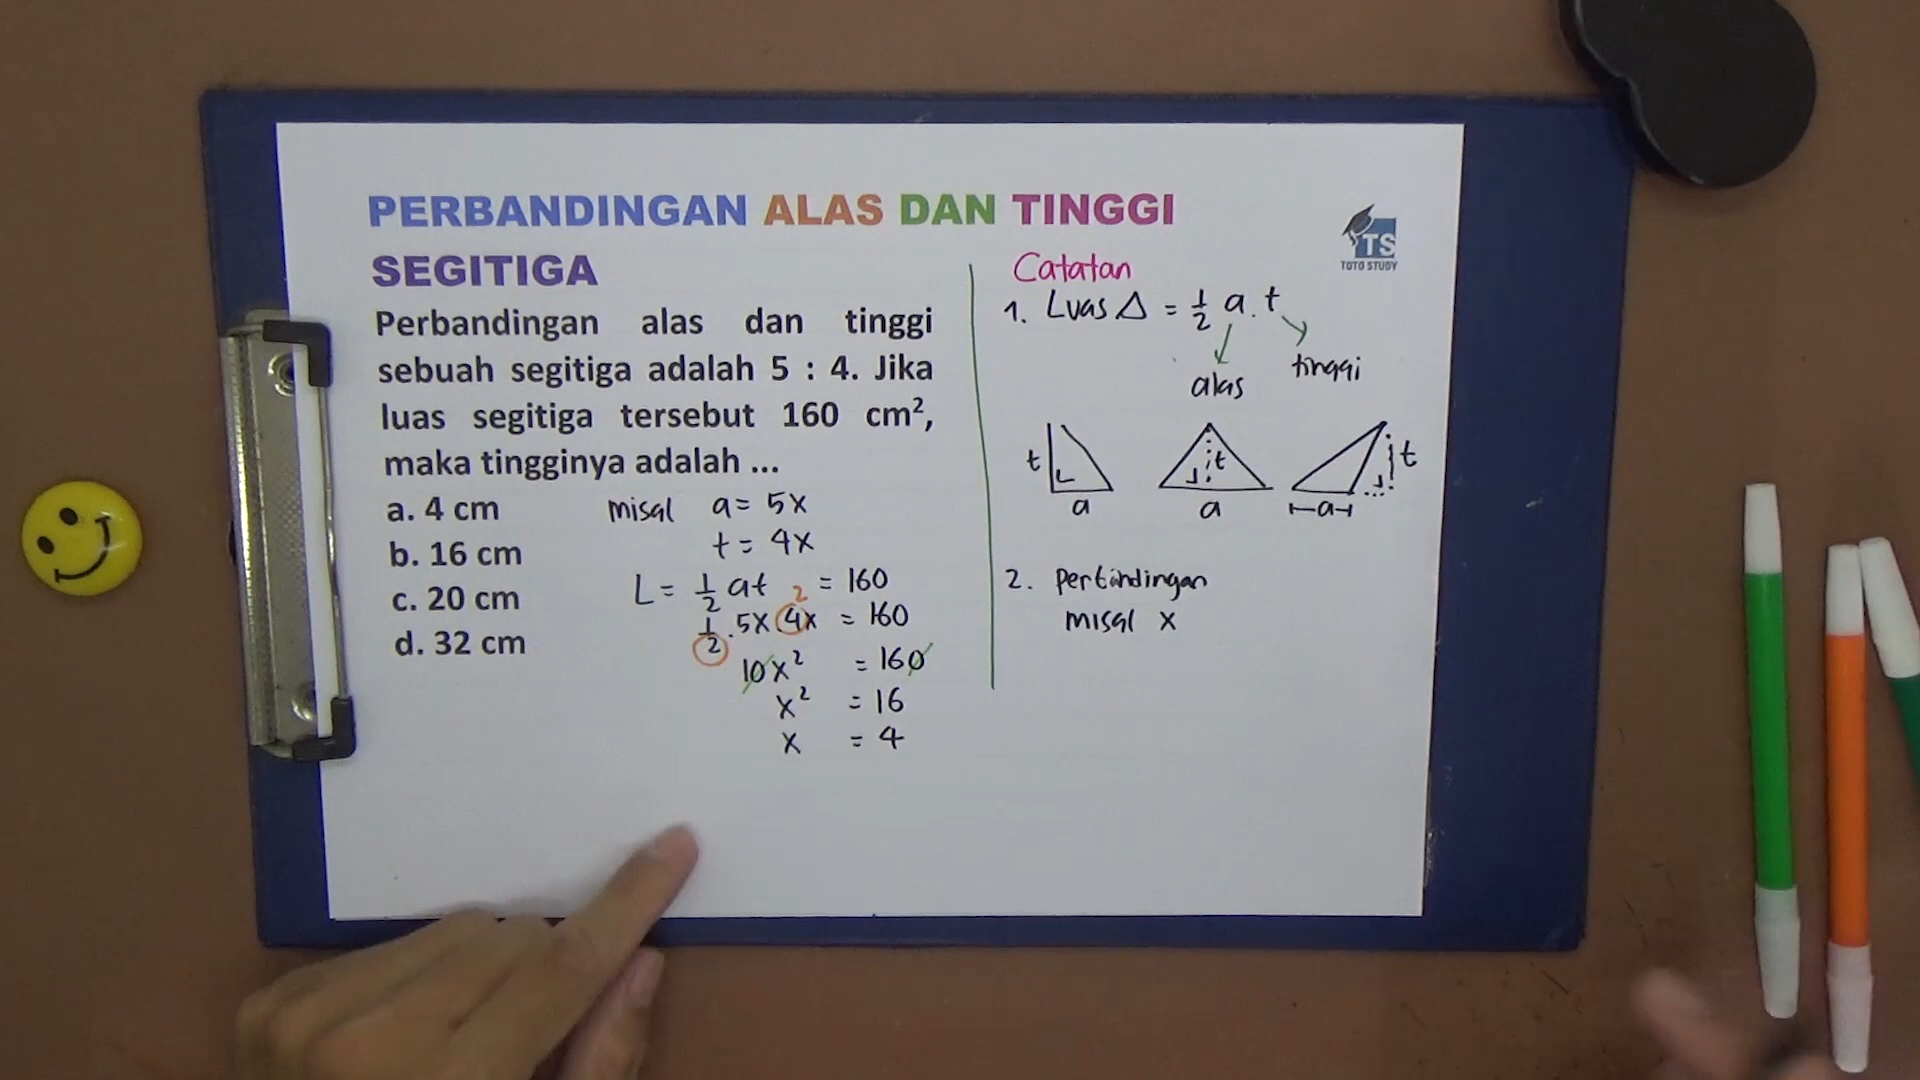 PERBANDINGAN ALAS DAN TINGGI
SEGITIGA
Perbandingan alas dan tinggi
sebuah segitiga adalah 5 : 4. Jika
luas segitiga tersebut 160 cm²,
maka tingginya adalah ...
a. 4 cm
b. 16 cm
c. 20 cm
d. 32 cm
misal a = 5x
t = 4x
L = 1/2 at = 160
2
1/2 . 5x . 4x = 160
10x² = 160
x² = 16
x = 4
TS
TOTO STUDY
Catatan
1. Luas Δ = 1/2 a . t
alas
tinggi
t
a
t
a
t
a
2. Perbandingan
misal x